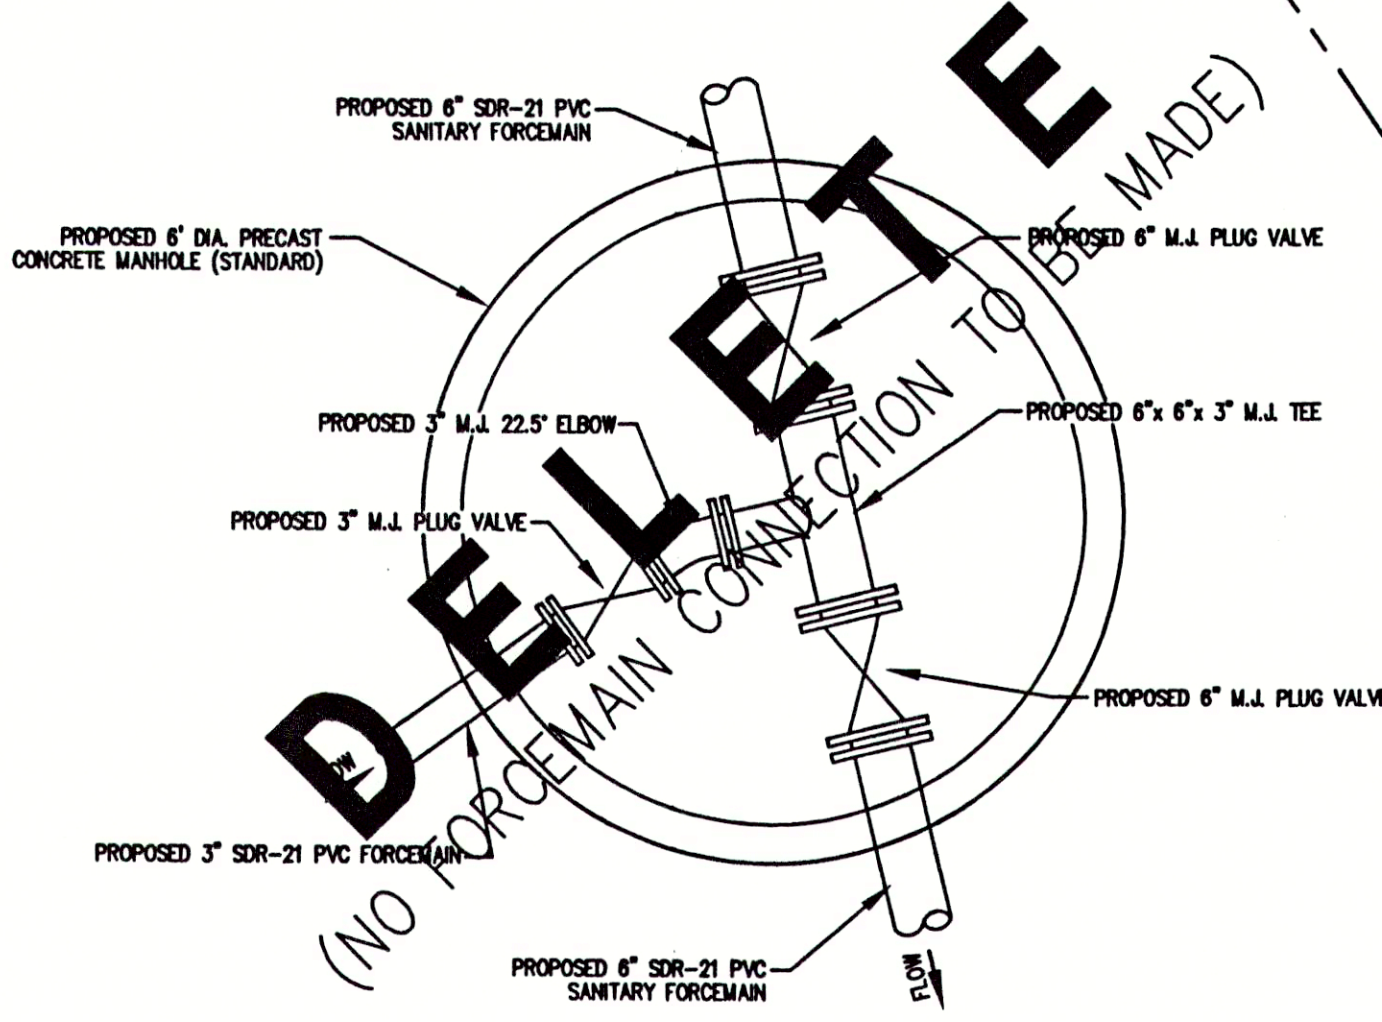 PROPOSED 6" SDR-21 PVC
SANITARY FORCEMAIN
PROPOSED 6' DIA. PRECAST
CONCRETE MANHOLE (STANDARD)
PROPOSED 6" M.J. PLUG VALVE
PROPOSED 3" M.J. 22.5° ELBOW
PROPOSED 6"x 6"x 3" M.J. TEE
PROPOSED 3" M.J. PLUG VALVE
PROPOSED 6" M.J. PLUG VALVE
PROPOSED 3" SDR-21 PVC FORCEMAIN
PROPOSED 6" SDR-21 PVC
SANITARY FORCEMAIN
FLOW
DELETE
(NO FORCEMAIN CONNECTION TO BE MADE)